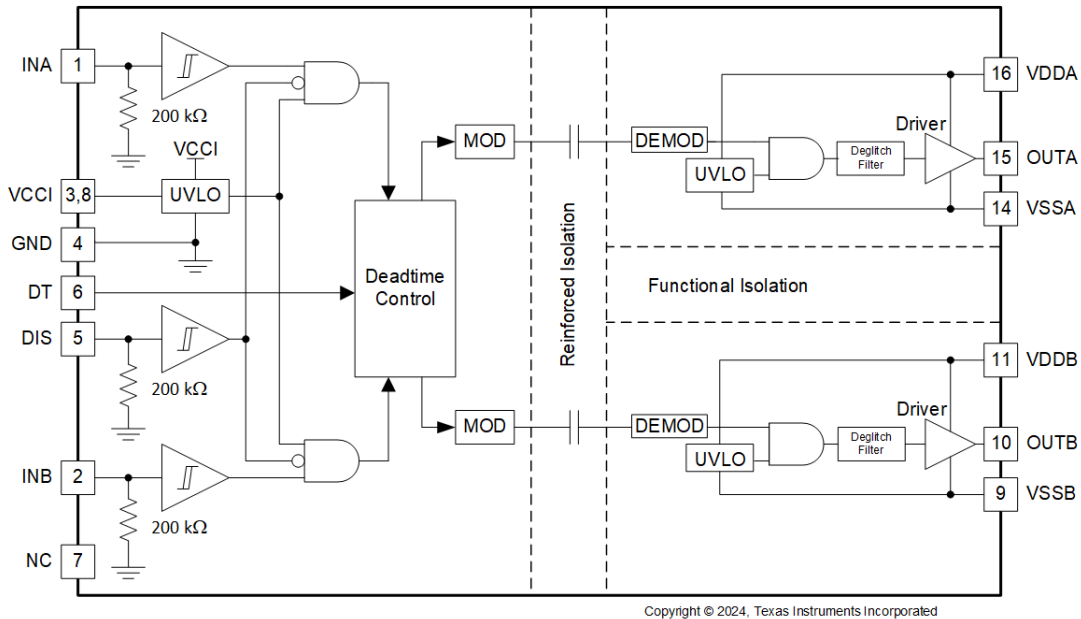 INA
1
200 kΩ
VCCI
VCCI
3,8
UVLO
GND
4
DT
6
DIS
5
200 kΩ
INB
2
200 kΩ
NC
7
Deadtime
Control
MOD
MOD
Reinforced Isolation
Functional Isolation
DEMOD
UVLO
Deglitch
Filter
Driver
16
VDDA
15
OUTA
14
VSSA
DEMOD
UVLO
Deglitch
Filter
Driver
11
VDDB
10
OUTB
9
VSSB
Copyright © 2024, Texas Instruments Incorporated